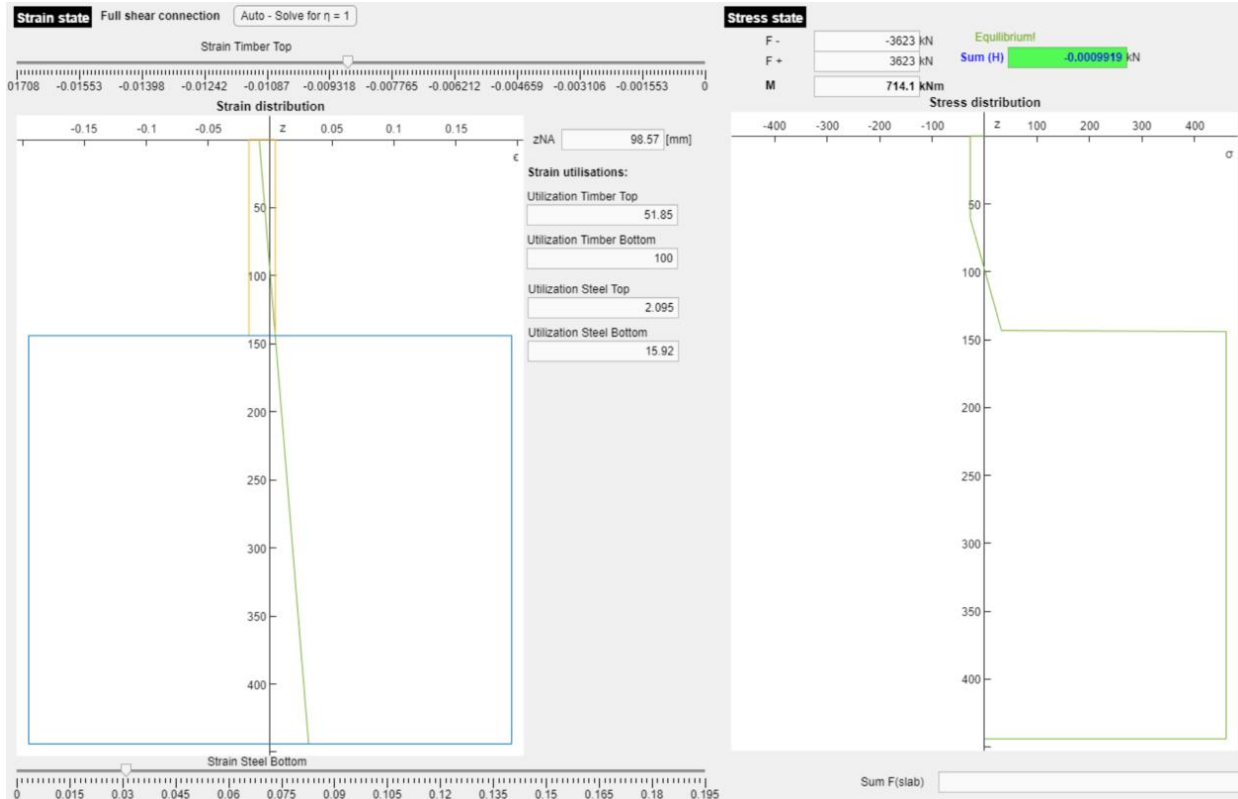 Strain state Full shear connection Auto - Solve for η = 1
Strain Timber Top
01708 -0.01553 -0.01398 -0.01242 -0.01087 -0.009318 -0.007765 -0.006212 -0.004659 -0.003106 -0.001553 0
Strain distribution
-0.15 -0.1 -0.05 z 0.05 0.1 0.15
ϵ
50
100
150
200
250
300
350
400
zNA 98.57 [mm]
Strain utilisations:
Utilization Timber Top
51.85
Utilization Timber Bottom
100
Utilization Steel Top
2.095
Utilization Steel Bottom
15.92
Strain Steel Bottom
0 0.015 0.03 0.045 0.06 0.075 0.09 0.105 0.12 0.135 0.15 0.165 0.18 0.195
Stress state
F - -3623 kN Equilibrium!
F + 3623 kN Sum (H) -0.0009919 kN
M 714.1 kNm
Stress distribution
-400 -300 -200 -100 z 100 200 300 400
σ
50
100
150
200
250
300
350
400
Sum F(slab)